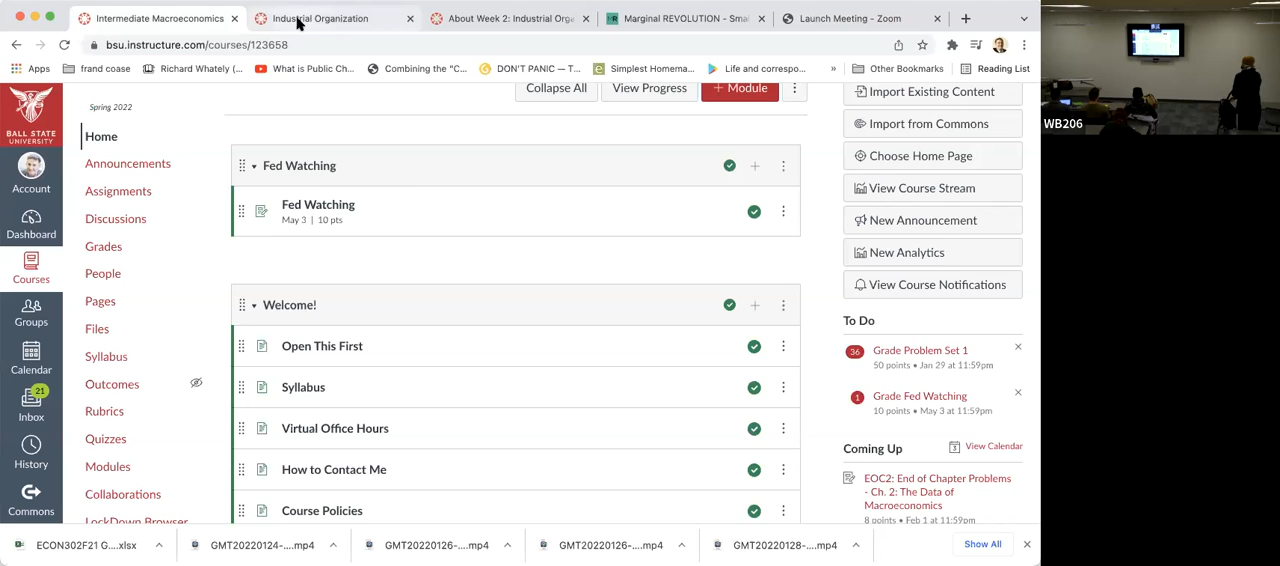 Intermediate Macroeconomics
Industrial Organization
About Week 2: Industrial Orga
Marginal REVOLUTION - Smal
Launch Meeting - Zoom
bsu.instructure.com/courses/123658
Apps
frand coase
Richard Whately (...
What is Public Ch...
Combining the "C...
DON'T PANIC — T...
Simplest Homema...
Life and correspo...
»
Other Bookmarks
Reading List
BALL STATE
UNIVERSITY
Account
Dashboard
Courses
Groups
Calendar
21
Inbox
History
Commons
Spring 2022
Home
Announcements
Assignments
Discussions
Grades
People
Pages
Files
Syllabus
Outcomes
Rubrics
Quizzes
Modules
Collaborations
LockDown Browser
Collapse All
View Progress
+ Module
Fed Watching
Fed Watching
May 3 | 10 pts
Welcome!
Open This First
Syllabus
Virtual Office Hours
How to Contact Me
Course Policies
Import Existing Content
Import from Commons
Choose Home Page
View Course Stream
New Announcement
New Analytics
View Course Notifications
To Do
36
Grade Problem Set 1
50 points • Jan 29 at 11:59pm
1
Grade Fed Watching
10 points • May 3 at 11:59pm
Coming Up
View Calendar
EOC2: End of Chapter Problems
- Ch. 2: The Data of
Macroeconomics
8 points • Feb 1 at 11:59pm
ECON302F21 G....xlsx
GMT20220124-....mp4
GMT20220126-....mp4
GMT20220126-....mp4
GMT20220128-....mp4
Show All
WB206